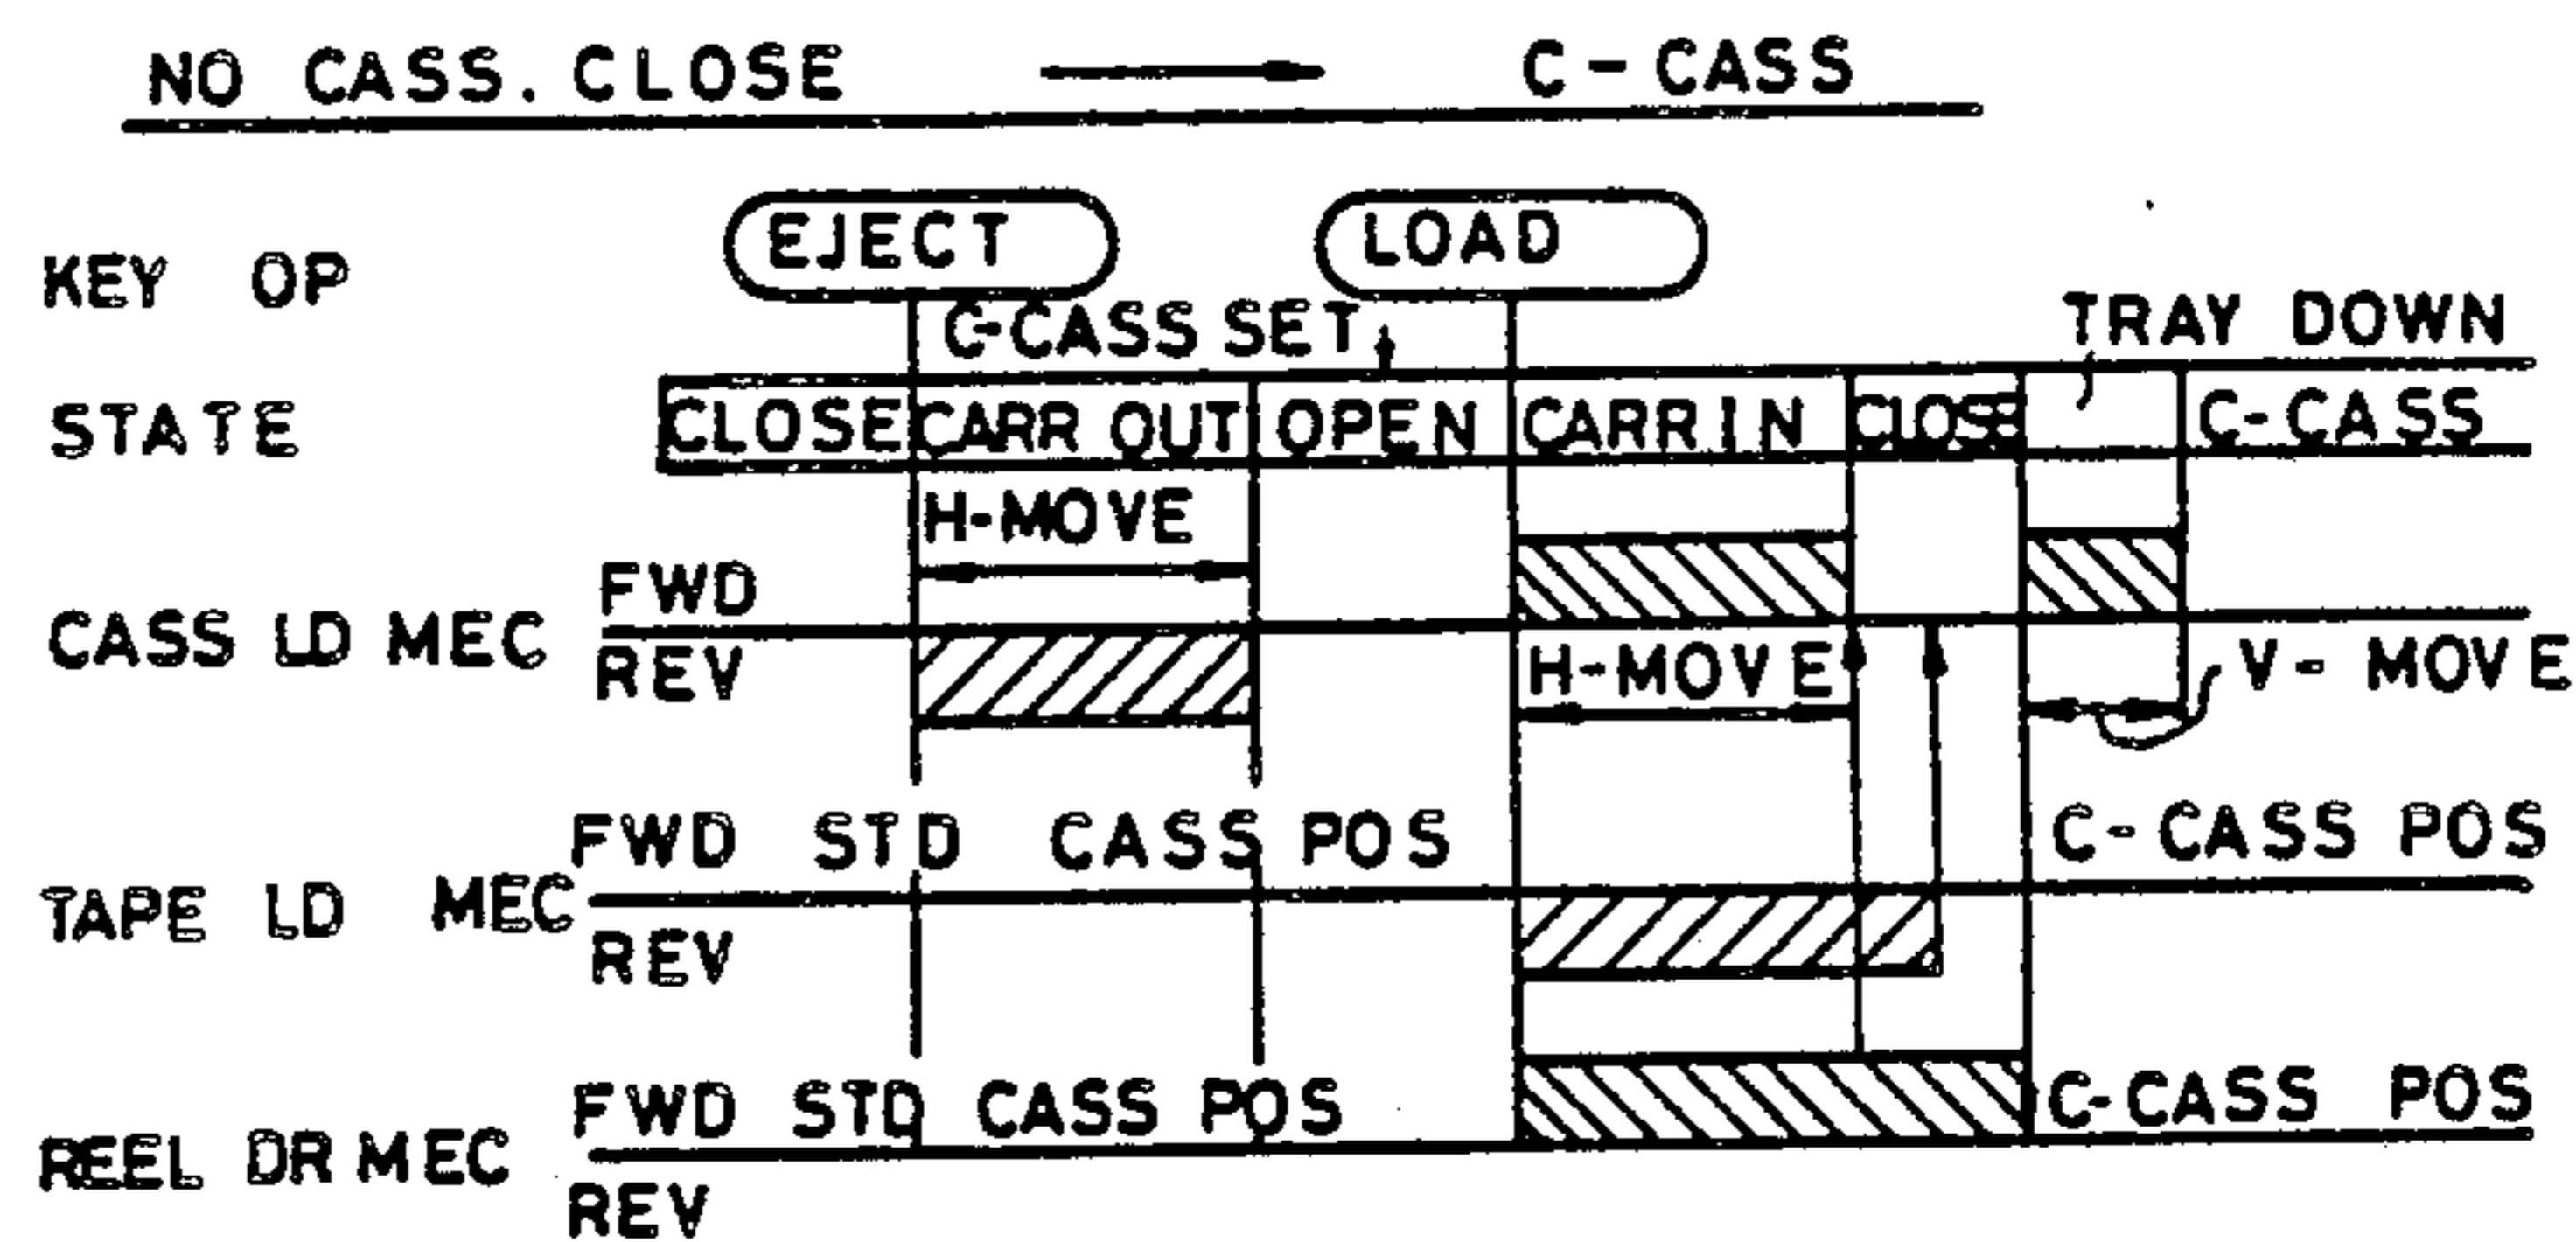 NO CASS. CLOSE → C-CASS
EJECT LOAD
KEY OP
C-CASS SET TRAY DOWN
STATE CLOSE CARR OUT OPEN CARR IN CLOSE C-CASS
H-MOVE
FWD
CASS LD MEC
REV H-MOVE V-MOVE
FWD STD CASS POS C-CASS POS
TAPE LD MEC
REV
FWD STD CASS POS C-CASS POS
REEL DR MEC
REV